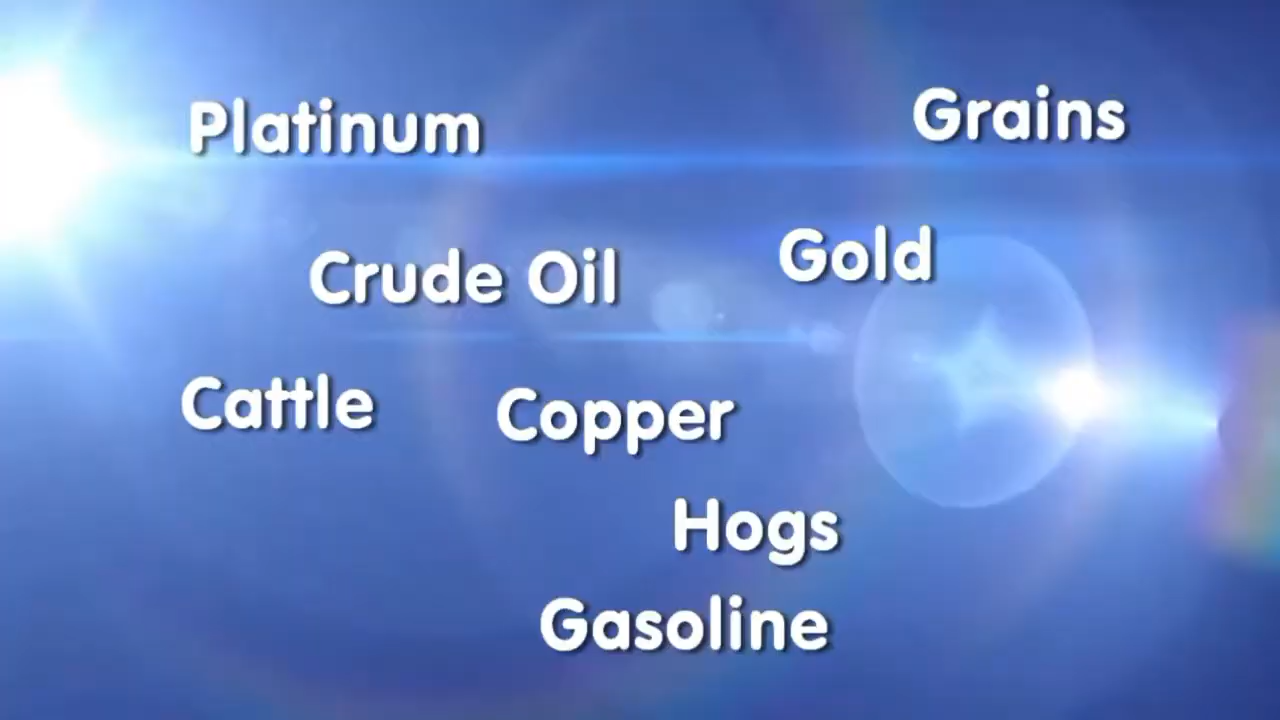 Platinum
Grains
Crude Oil
Gold
Cattle
Copper
Hogs
Gasoline